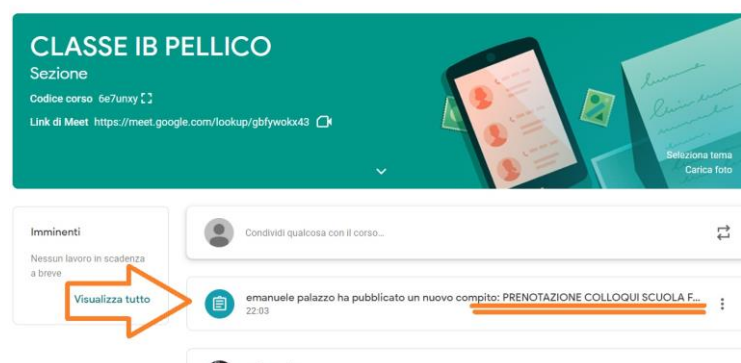 CLASSE IB PELLICO
Sezione
Codice corso 6e7unxy
Link di Meet https://meet.google.com/lookup/gbfywokx43
Seleziona tema
Carica foto
Imminenti
Nessun lavoro in scadenza
a breve
Visualizza tutto
Condividi qualcosa con il corso...
emanuele palazzo ha pubblicato un nuovo compito: PRENOTAZIONE COLLOQUI SCUOLA F...
22:03